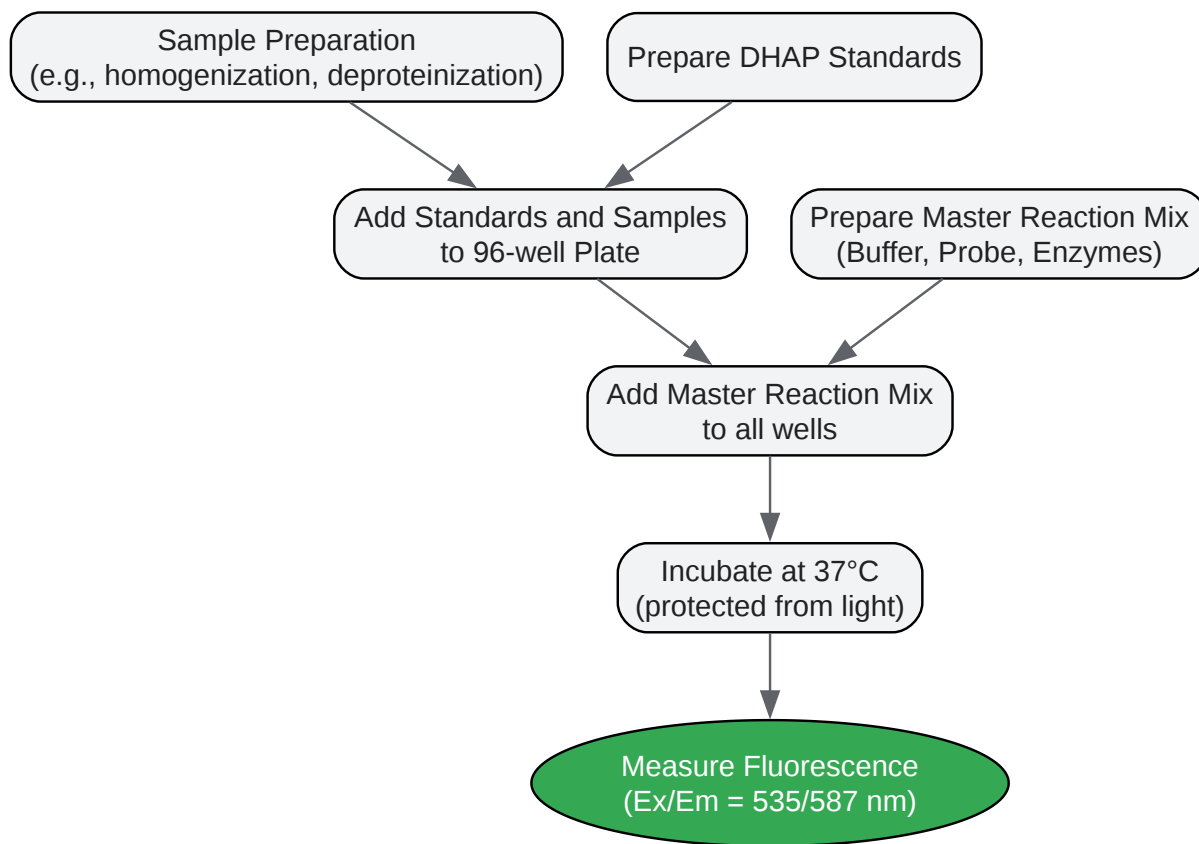 Sample Preparation
(e.g., homogenization, deproteinization)
Prepare DHAP Standards
Add Standards and Samples
to 96-well Plate
Prepare Master Reaction Mix
(Buffer, Probe, Enzymes)
Add Master Reaction Mix
to all wells
Incubate at 37°C
(protected from light)
Measure Fluorescence
(Ex/Em = 535/587 nm)